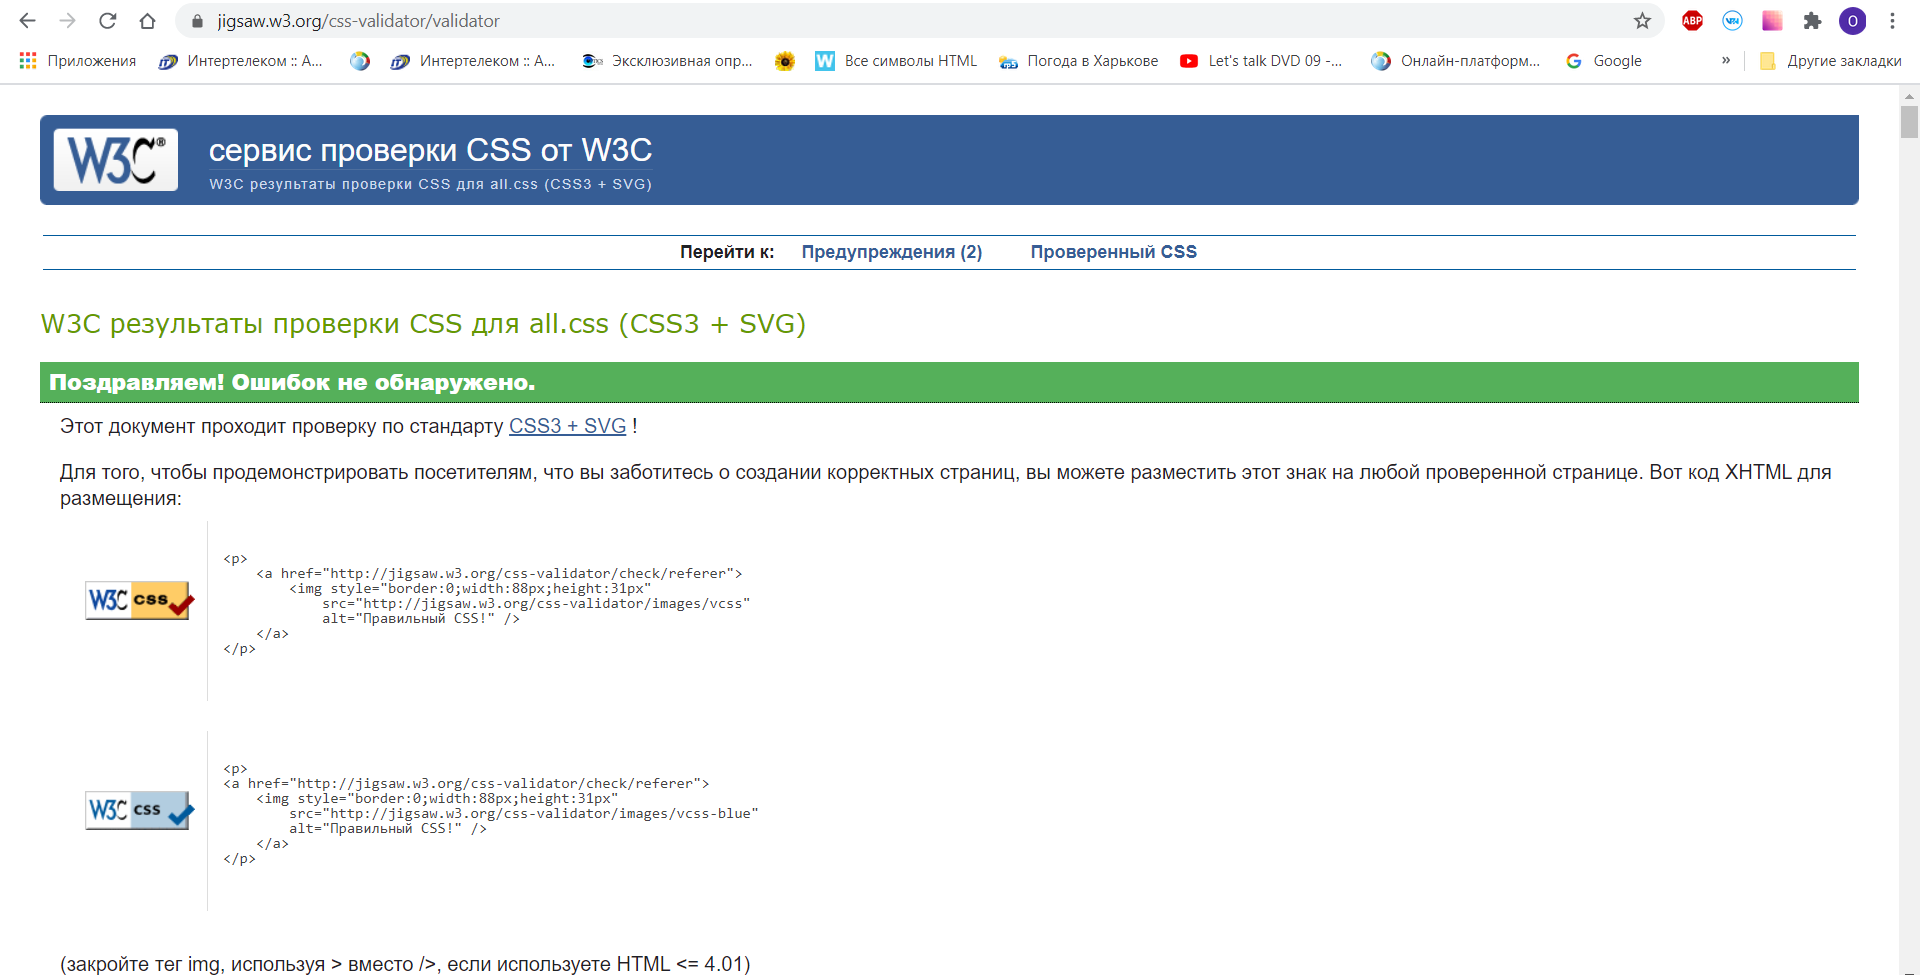 jigsaw.w3.org/css-validator/validator
ABP
VPN
O
Приложения
Интертелеком :: А...
Интертелеком :: А...
Эксклюзивная опр...
W
Все символы HTML
Погода в Харькове
Let's talk DVD 09 -...
Онлайн-платформ...
Google
»
Другие закладки
W3C®
сервис проверки CSS от W3C
W3C результаты проверки CSS для all.css (CSS3 + SVG)
Перейти к: Предупреждения (2) Проверенный CSS
W3C результаты проверки CSS для all.css (CSS3 + SVG)
Поздравляем! Ошибок не обнаружено.
Этот документ проходит проверку по стандарту CSS3 + SVG !
Для того, чтобы продемонстрировать посетителям, что вы заботитесь о создании корректных страниц, вы можете разместить этот знак на любой проверенной странице. Вот код XHTML для
размещения:
W3C css
<p>
<a href="http://jigsaw.w3.org/css-validator/check/referer">
<img style="border:0;width:88px;height:31px"
src="http://jigsaw.w3.org/css-validator/images/vcss"
alt="Правильный CSS!" />
</a>
</p>
W3C css
<p>
<a href="http://jigsaw.w3.org/css-validator/check/referer">
<img style="border:0;width:88px;height:31px"
src="http://jigsaw.w3.org/css-validator/images/vcss-blue"
alt="Правильный CSS!" />
</a>
</p>
(закройте тег img, используя > вместо />, если используете HTML <= 4.01)